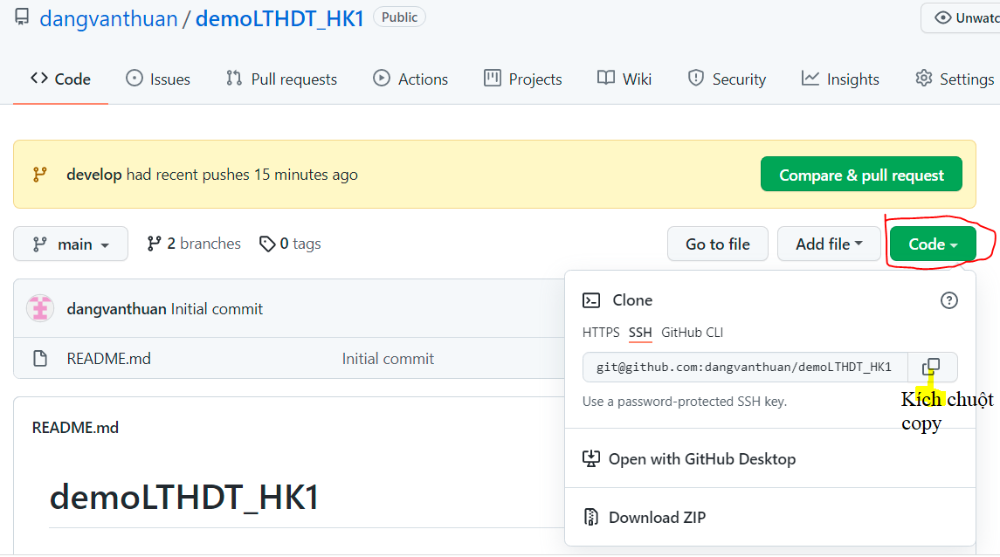 dangvanthuan / demoLTHDT_HK1 Public Unwatc
Code Issues Pull requests Actions Projects Wiki Security Insights Settings
develop had recent pushes 15 minutes ago Compare & pull request
main 2 branches 0 tags Go to file Add file Code
Clone
dangvanthuan Initial commit
HTTPS SSH GitHub CLI
README.md Initial commit
git@github.com:dangvanthuan/demoLTHDT_HK1
Kích chuột
copy
Use a password-protected SSH key.
README.md
Open with GitHub Desktop
demoLTHDT_HK1
Download ZIP